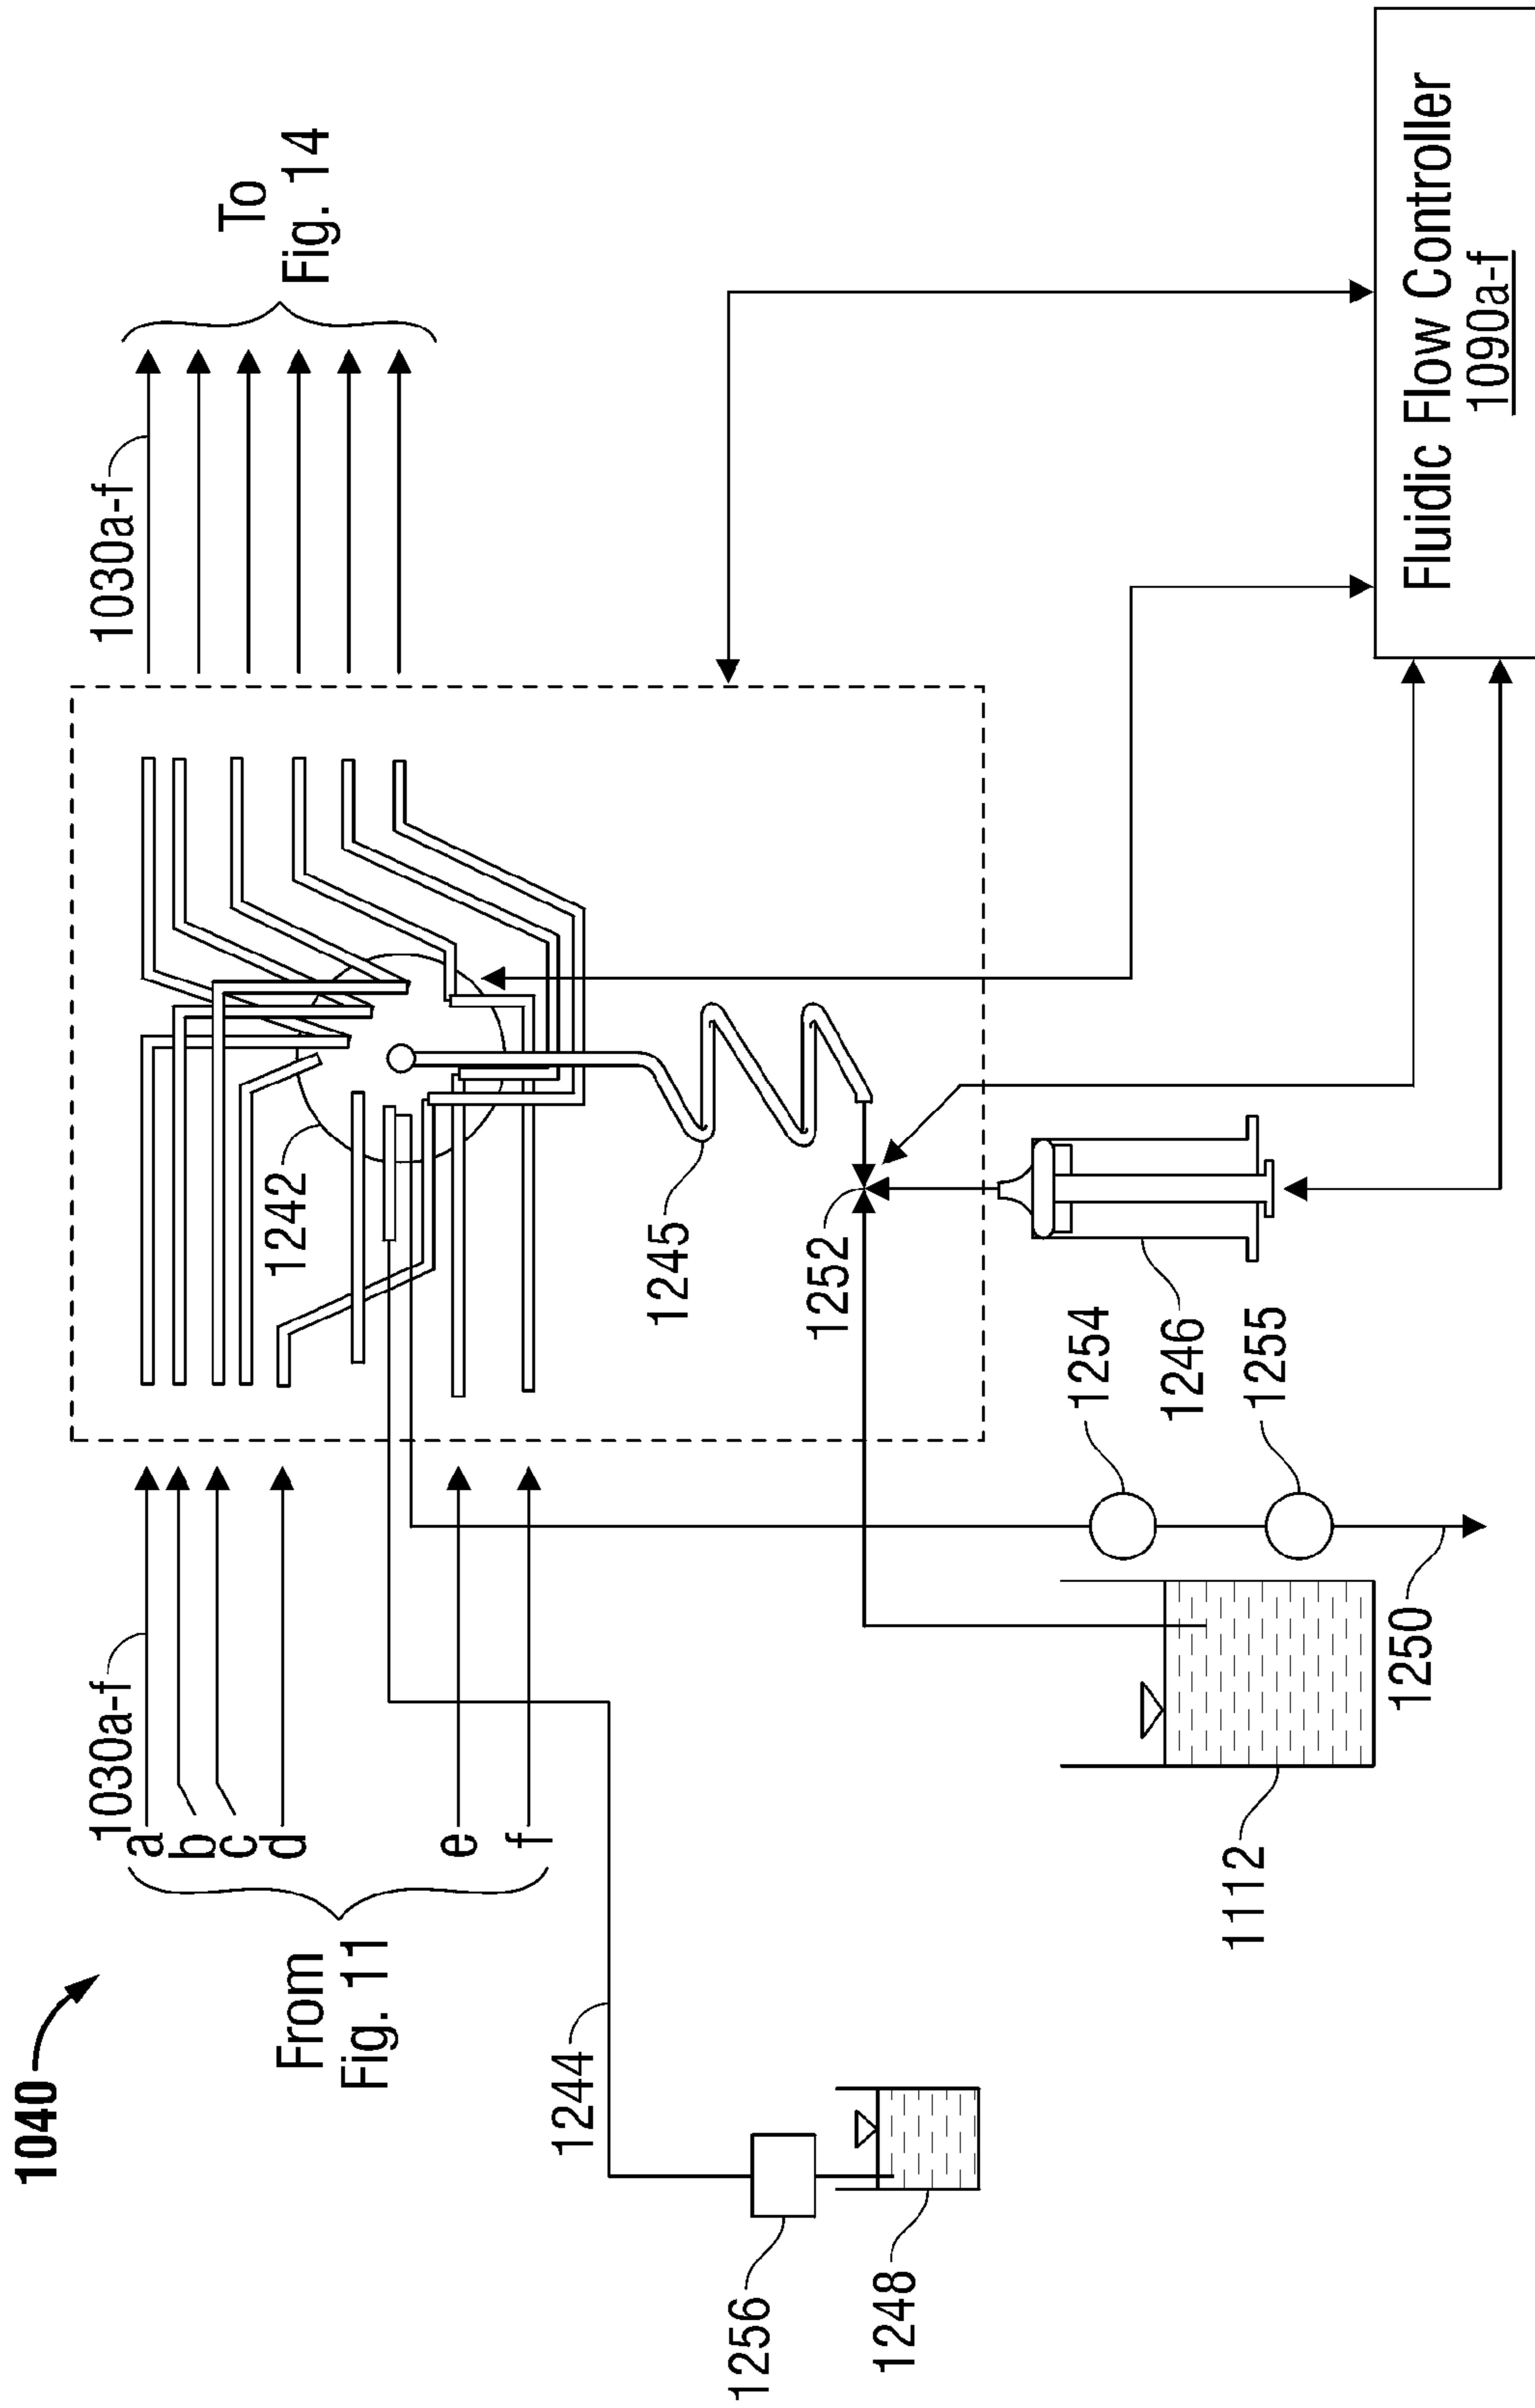 1040
From
Fig. 11
1030a-f
a
b
c
d
e
f
1030a-f
To
Fig. 14
1242
1244
1245
1252
1256
1248
1112
1250
1254
1255
1246
Fluidic Flow Controller
1090a-f